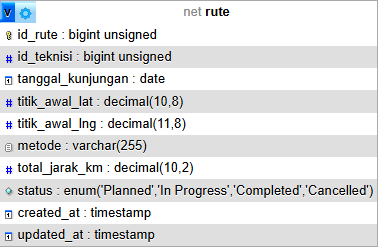 V net rute
id_rute : bigint unsigned
# id_teknisi : bigint unsigned
tanggal_kunjungan : date
# titik_awal_lat : decimal(10,8)
# titik_awal_lng : decimal(11,8)
metode : varchar(255)
# total_jarak_km : decimal(10,2)
status : enum('Planned','In Progress','Completed','Cancelled')
created_at : timestamp
updated_at : timestamp